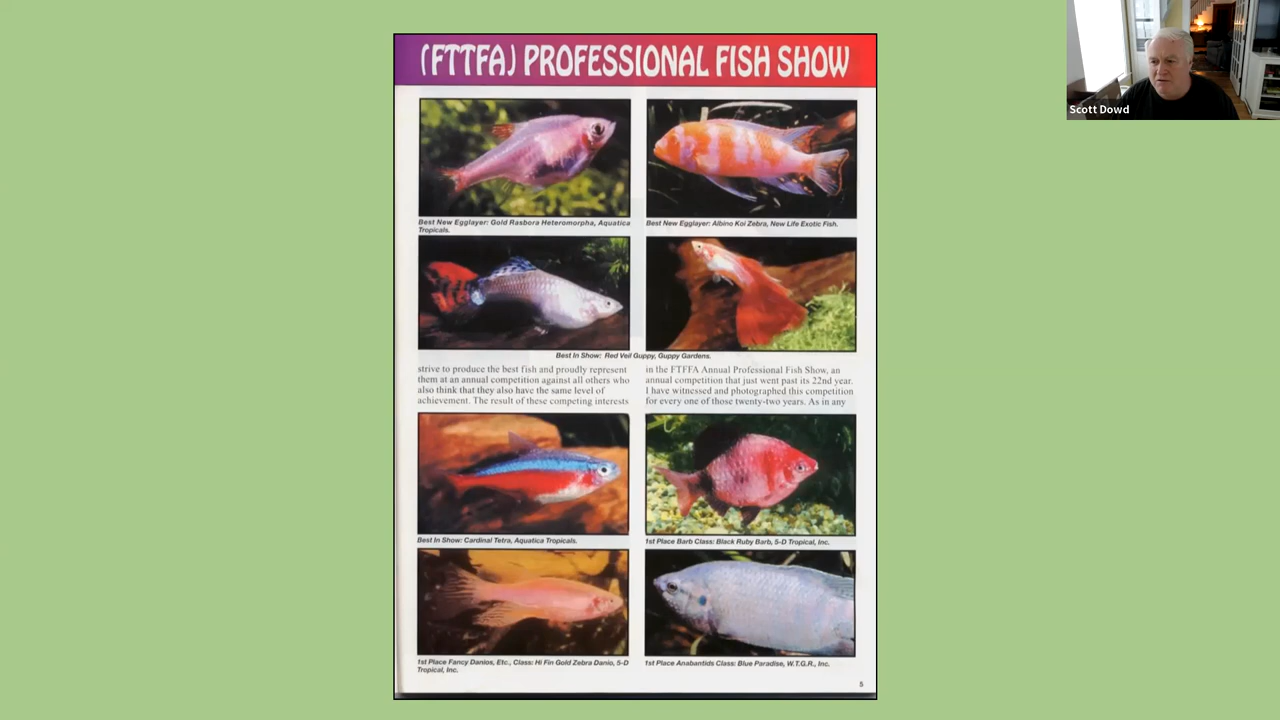 (FTTFA) PROFESSIONAL FISH SHOW
Scott Dowd
Best New Egglayer: Gold Rasbora Heteromorpha, Aquatica
Tropicals.
Best New Egglayer: Albino Koi Zebra, New Life Exotic Fish.
Best In Show: Red Veil Guppy, Guppy Gardens.
strive to produce the best fish and proudly represent
them at an annual competition against all others who
also think that they also have the same level of
achievement. The result of these competing interests
in the FTFFA Annual Professional Fish Show, an
annual competition that just went past its 22nd year.
I have witnessed and photographed this competition
for every one of those twenty-two years. As in any
Best In Show: Cardinal Tetra, Aquatica Tropicals.
1st Place Barb Class: Black Ruby Barb, 5-D Tropical, Inc.
1st Place Fancy Danios, Etc., Class: Hi Fin Gold Zebra Danio, 5-D
Tropical, Inc.
1st Place Anabantids Class: Blue Paradise, W.T.G.R., Inc.
5